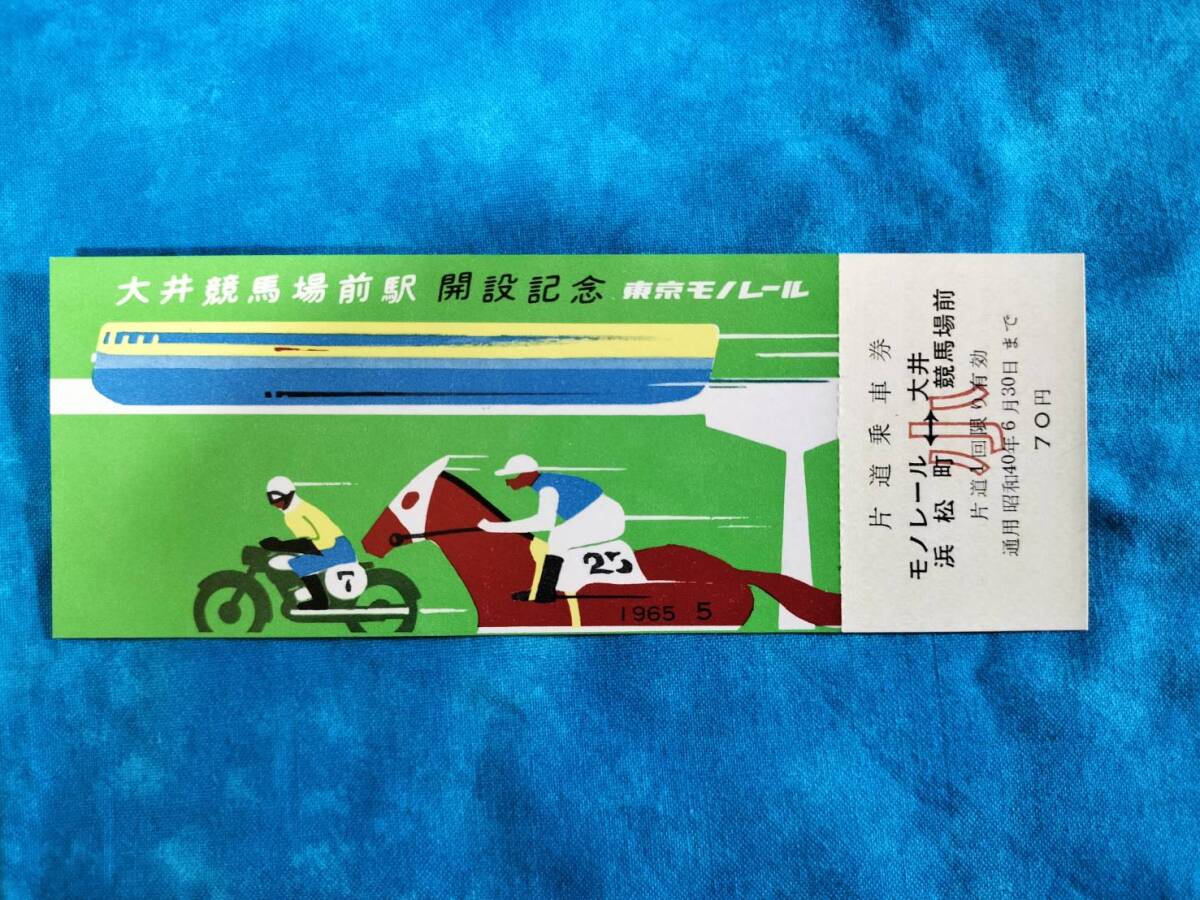 大井競馬場前駅 開設記念 東京モノレール
7
25
1965 5
片道乗車券
モノレール浜松町↔大井競馬場前
小
片道1回限り有効
通用昭和40年6月30日まで
70円